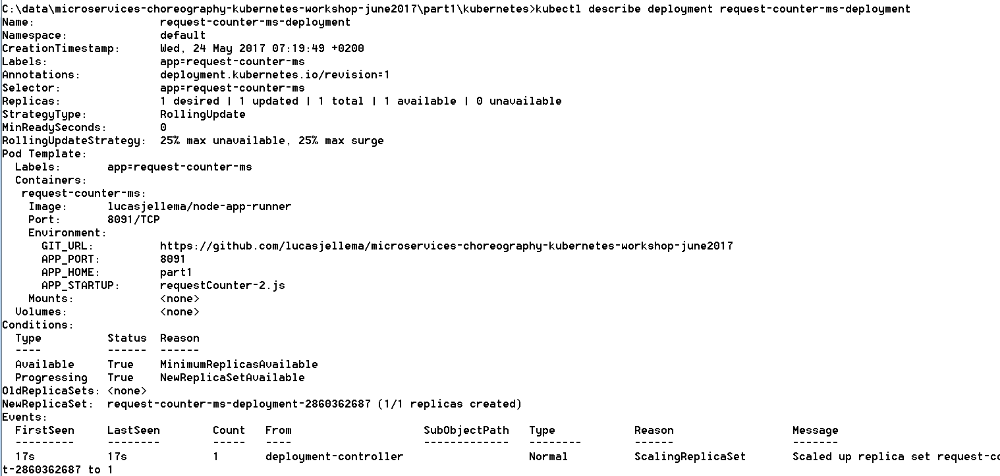 C:\data\microservices-choreography-kubernetes-workshop-june2017\part1\kubernetes>kubectl describe deployment request-counter-ms-deployment
Name: request-counter-ms-deployment
Namespace: default
CreationTimestamp: Wed, 24 May 2017 07:19:49 +0200
Labels: app=request-counter-ms
Annotations: deployment.kubernetes.io/revision=1
Selector: app=request-counter-ms
Replicas: 1 desired | 1 updated | 1 total | 1 available | 0 unavailable
StrategyType: RollingUpdate
MinReadySeconds: 0
RollingUpdateStrategy: 25% max unavailable, 25% max surge
Pod Template:
Labels: app=request-counter-ms
Containers:
request-counter-ms:
Image: lucasjellema/node-app-runner
Port: 8091/TCP
Environment:
GIT_URL: https://github.com/lucasjellema/microservices-choreography-kubernetes-workshop-june2017
APP_PORT: 8091
APP_HOME: part1
APP_STARTUP: requestCounter-2.js
Mounts: <none>
Volumes: <none>
Conditions:
Type Status Reason
---- ------ ------
Available True MinimumReplicasAvailable
Progressing True NewReplicaSetAvailable
OldReplicaSets: <none>
NewReplicaSet: request-counter-ms-deployment-2860362687 (1/1 replicas created)
Events:
FirstSeen LastSeen Count From SubObjectPath Type Reason Message
--------- -------- ----- ---- ------------- -------- ------ -------
17s 17s 1 deployment-controller Normal ScalingReplicaSet Scaled up replica set request-co
t-2860362687 to 1